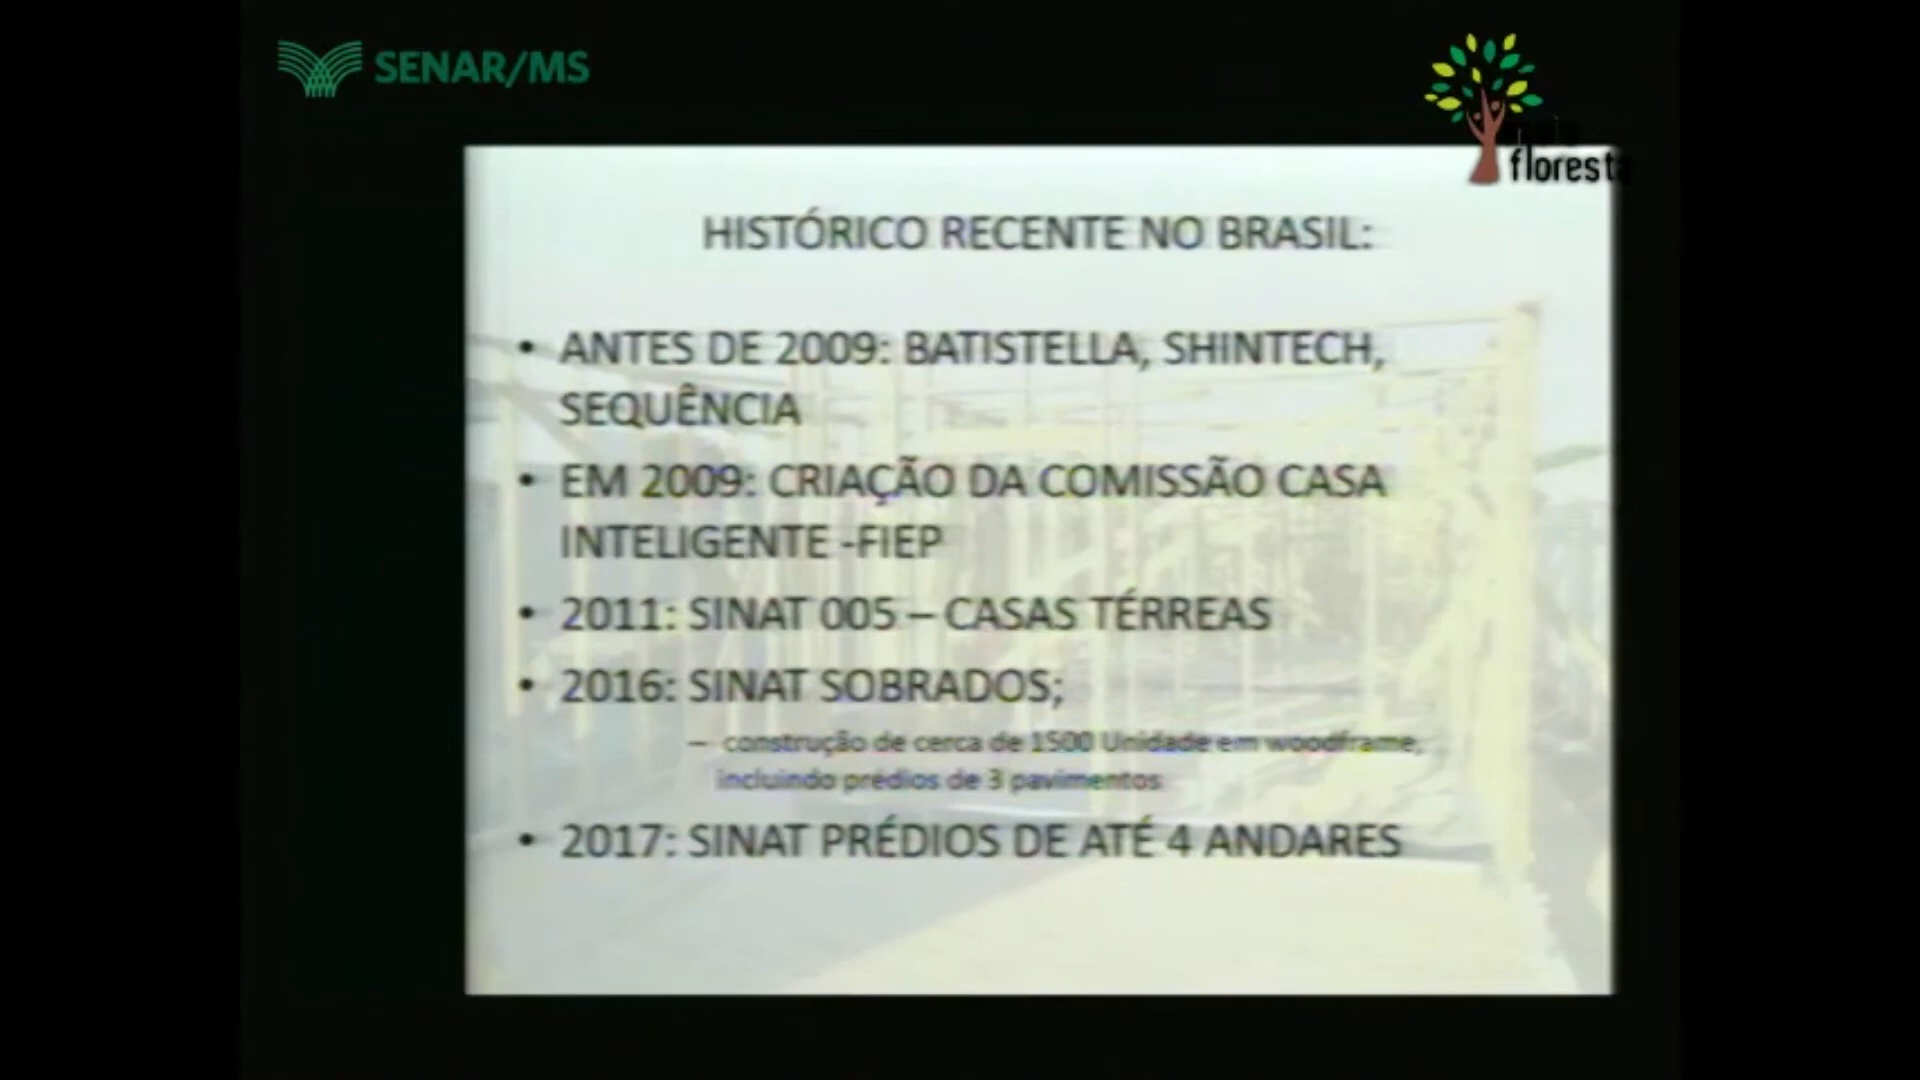 SENAR/MS
floresta
HISTÓRICO RECENTE NO BRASIL:
• ANTES DE 2009: BATISTELLA, SHINTECH,
SEQUÊNCIA
• EM 2009: CRIAÇÃO DA COMISSÃO CASA
INTELIGENTE -FIEP
• 2011: SINAT 005 – CASAS TÉRREAS
• 2016: SINAT SOBRADOS;
– construção de cerca de 1500 Unidade em woodframe,
incluindo prédios de 3 pavimentos
• 2017: SINAT PRÉDIOS DE ATÉ 4 ANDARES